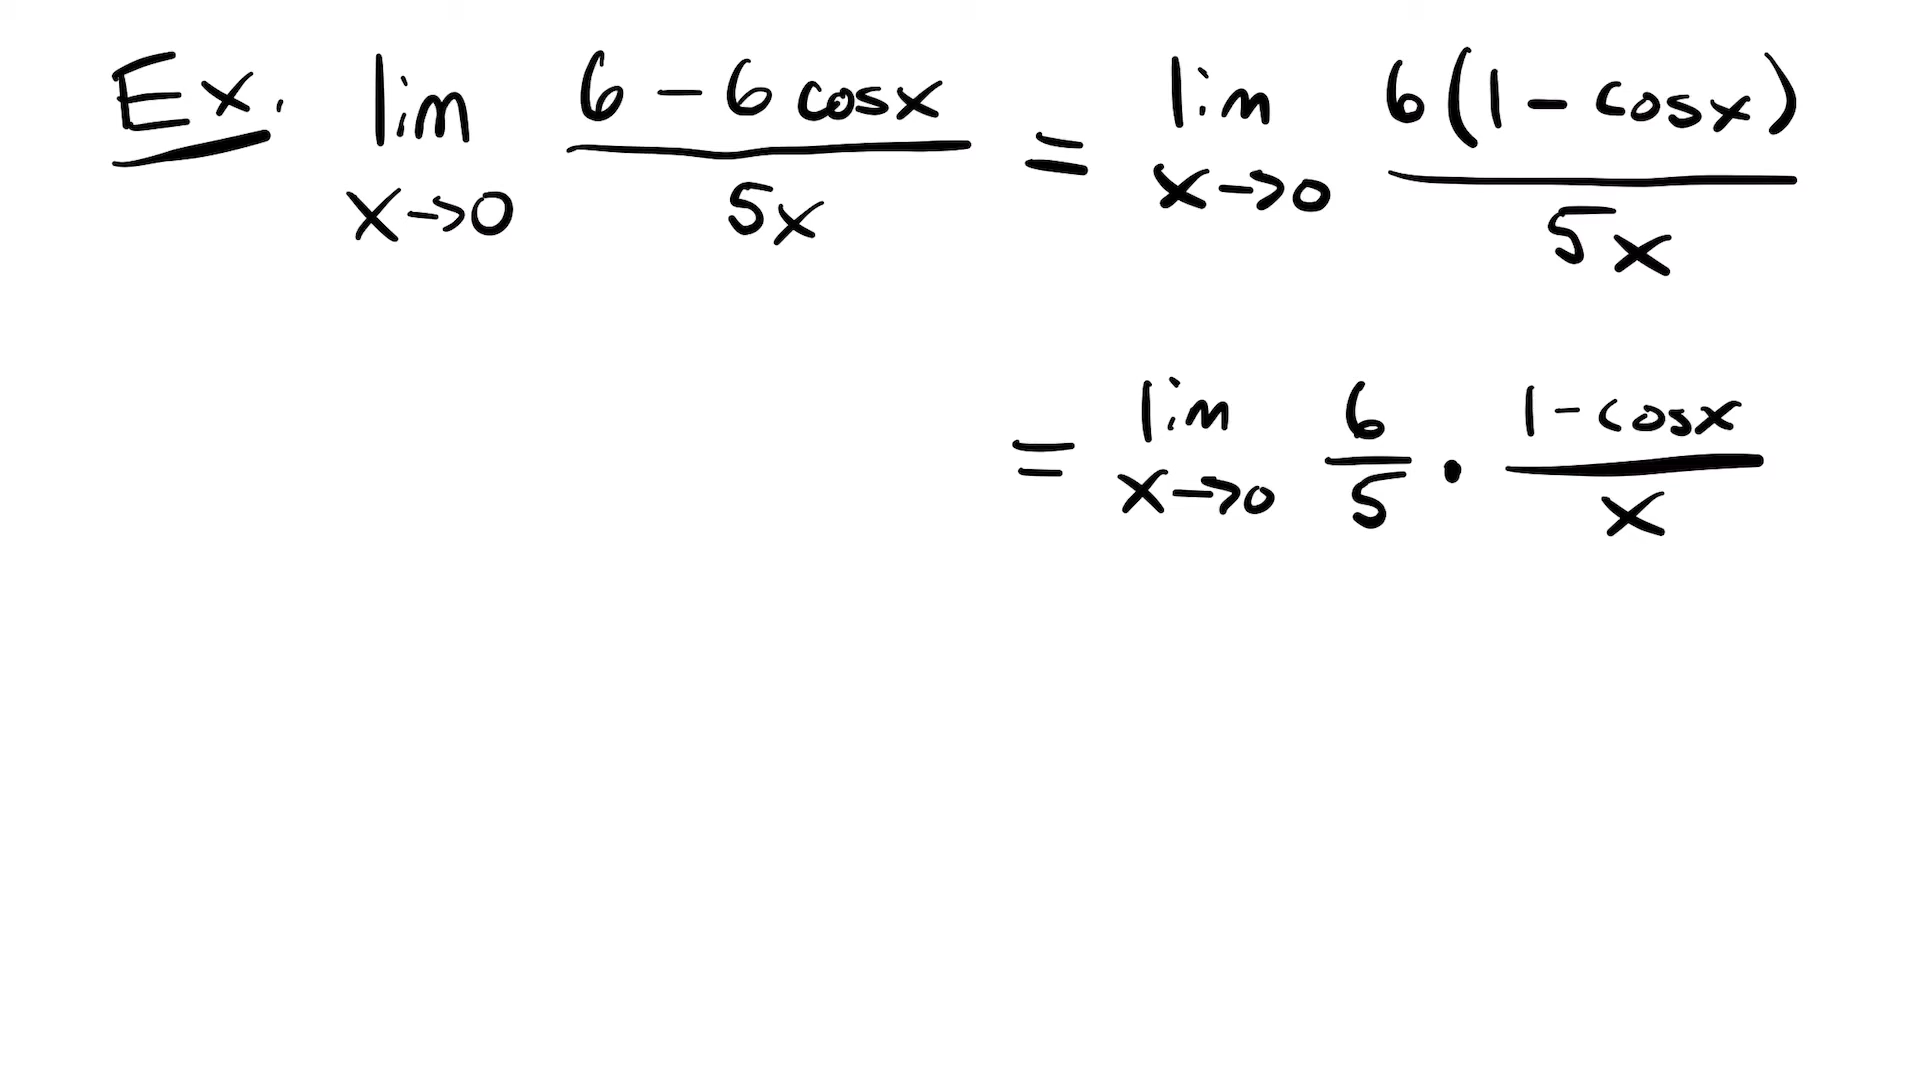 Ex. lim x→0 (6 - 6 cosx)/(5x) = lim x→0 (6(1 - cosx))/(5x)
= lim x→0 6/5 · (1 - cosx)/x